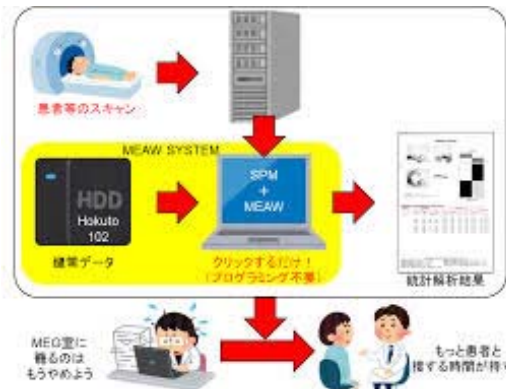 患者等のスキャン
MEAW SYSTEM
HDD
Hokuto
102
健常データ
SPM
+
MEAW
クリックするだけ!
(プログラミング不要)
統計解析結果
MEG室に
籠るのは
もうやめよう
もっと患者と
接する時間が持